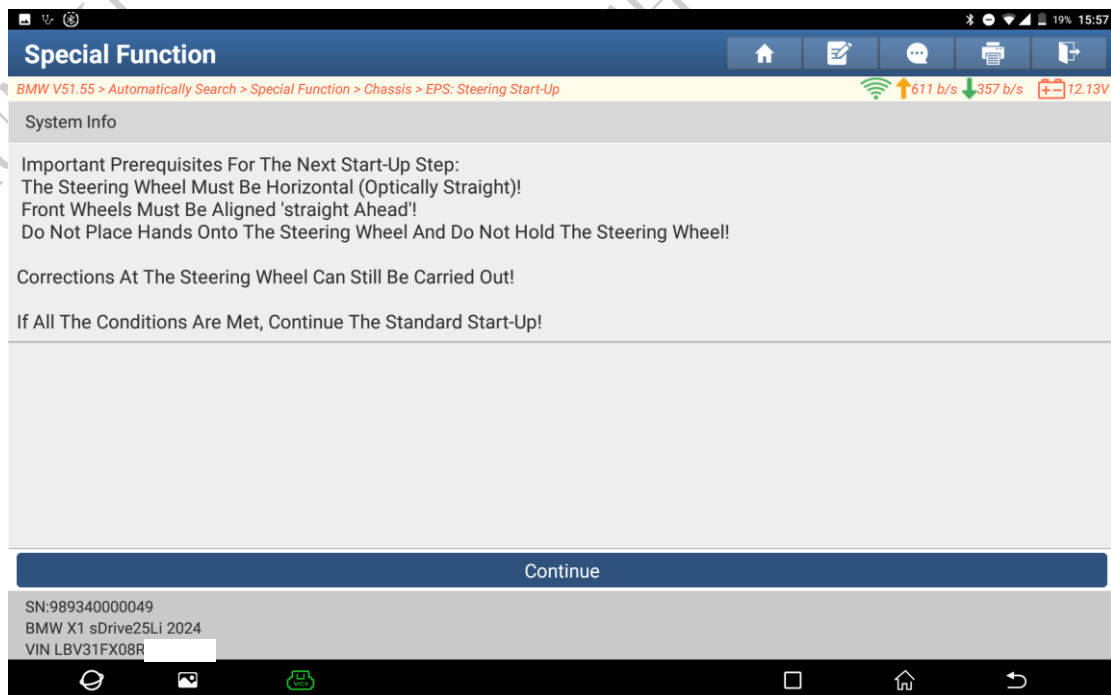 19% 15:57
Special Function
BMW V51.55 > Automatically Search > Special Function > Chassis > EPS: Steering Start-Up
611 b/s 357 b/s 12.13V
System Info
Important Prerequisites For The Next Start-Up Step:
The Steering Wheel Must Be Horizontal (Optically Straight)!
Front Wheels Must Be Aligned 'straight Ahead'!
Do Not Place Hands Onto The Steering Wheel And Do Not Hold The Steering Wheel!
Corrections At The Steering Wheel Can Still Be Carried Out!
If All The Conditions Are Met, Continue The Standard Start-Up!
Continue
SN:989340000049
BMW X1 sDrive25Li 2024
VIN LBV31FX08R
VCI